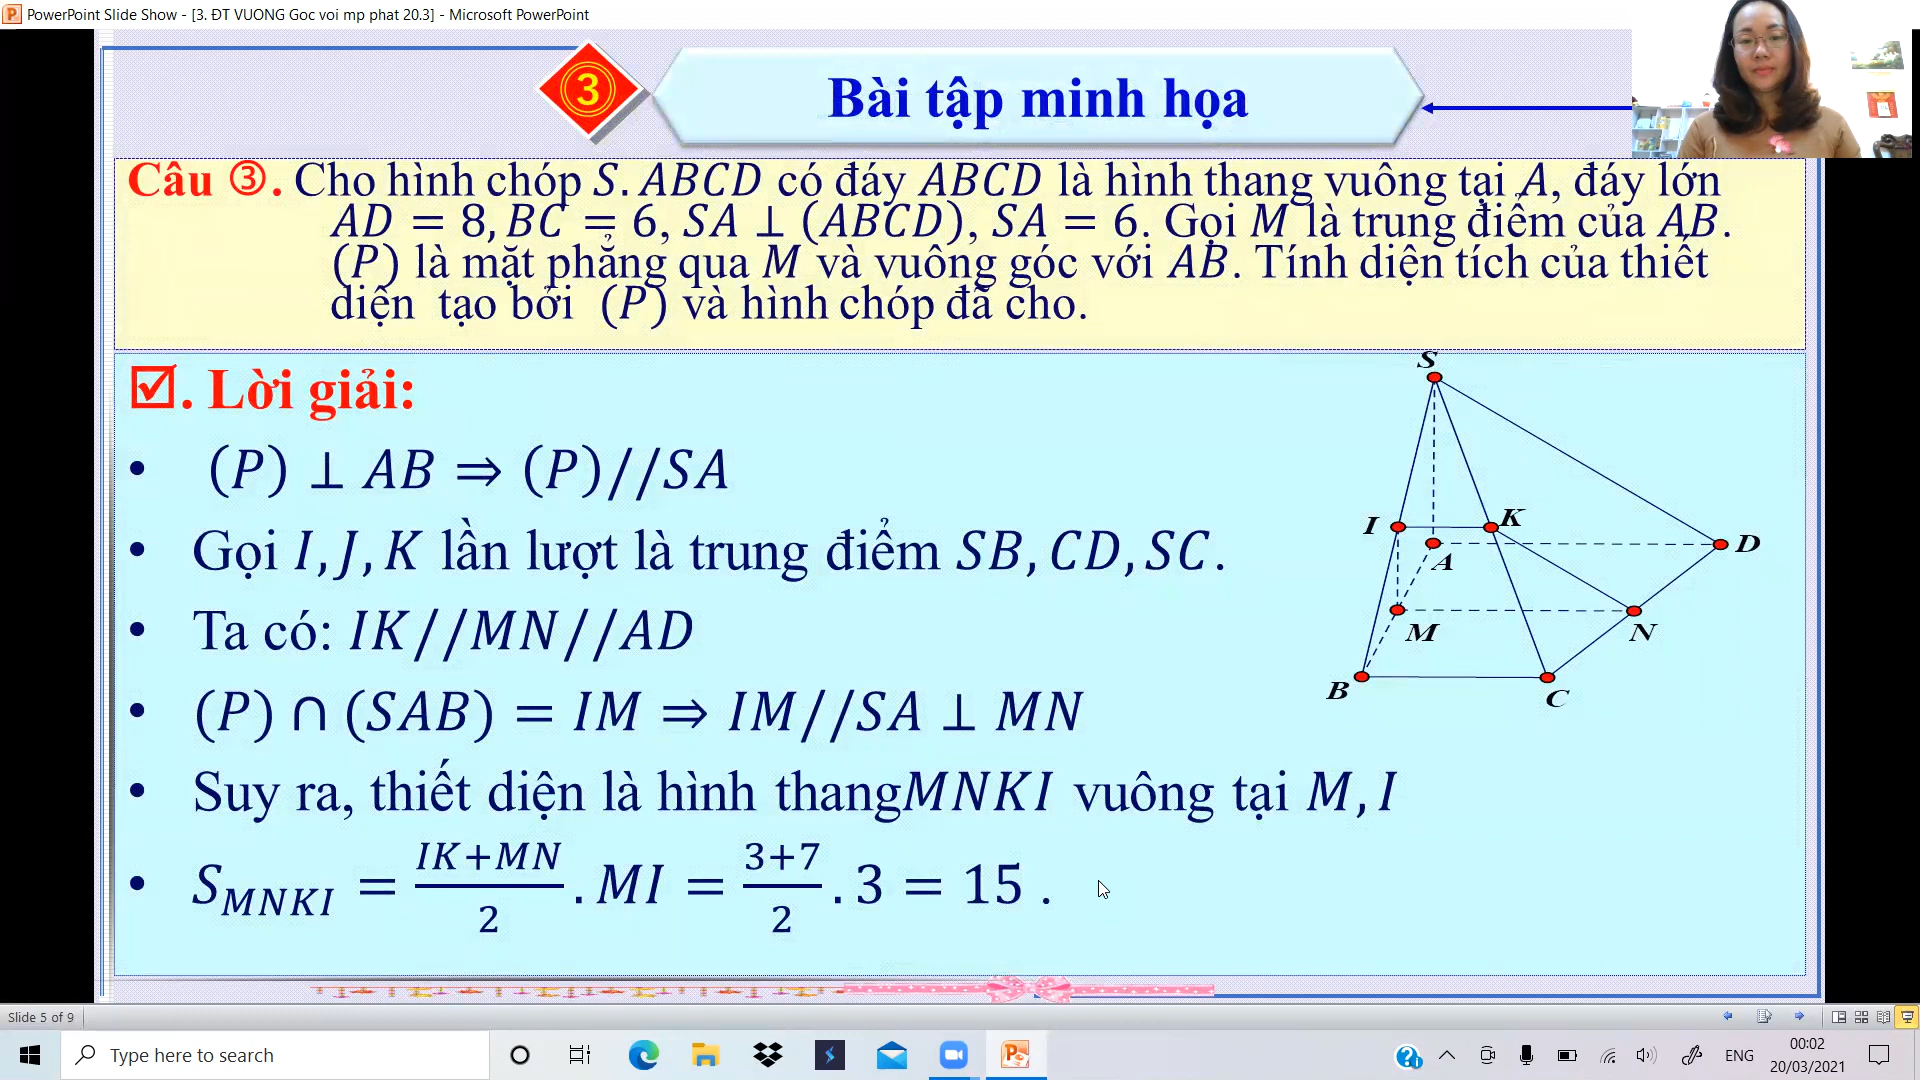 PowerPoint Slide Show - [3. ĐT VUONG Goc voi mp phat 20.3] - Microsoft PowerPoint
3
Bài tập minh họa
Câu ③. Cho hình chóp S.ABCD có đáy ABCD là hình thang vuông tại A, đáy lớn
AD = 8, BC = 6, SA ⊥ (ABCD), SA = 6. Gọi M là trung điểm của AB.
(P) là mặt phẳng qua M và vuông góc với AB. Tính diện tích của thiết
diện tạo bởi (P) và hình chóp đã cho.
☑. Lời giải:
• (P) ⊥ AB ⇒ (P)//SA
• Gọi I, J, K lần lượt là trung điểm SB, CD, SC.
• Ta có: IK//MN//AD
• (P) ∩ (SAB) = IM ⇒ IM//SA ⊥ MN
• Suy ra, thiết diện là hình thangMNKI vuông tại M, I
• S_{MNKI} = \frac{IK+MN}{2}.MI = \frac{3+7}{2}.3 = 15 .
S
I
K
A
D
M
N
B
C
Slide 5 of 9
Type here to search
ENG
00:02
20/03/2021